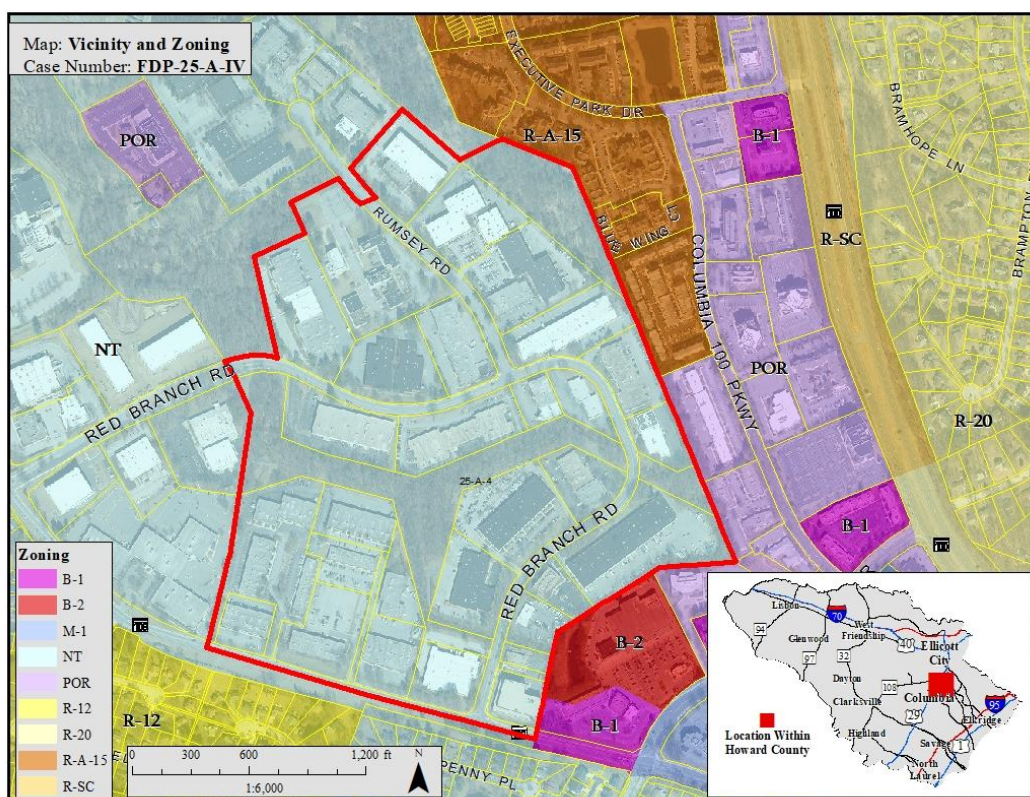 Map: Vicinity and Zoning
Case Number: FDP-25-A-IV
EXECUTIVE PARK DR
BRAMHOPE LN
POR
R-A-15
B-1
BRAMPTON
R-SC
BLUE WING CT
RUMSEY RD
COLUMBIA 100 PKWY
NT
RED BRANCH RD
POR
R-20
25-A-4
B-1
RED BRANCH RD
Zoning
B-1
B-2
M-1
NT
POR
R-12
R-20
R-A-15
R-SC
108
B-2
R-12
B-1
PENNY PL
0 300 600 1,200 ft
1:6,000
N
Lisbon
70
94
Glenwood
West Friendship
40
Ellicott City
97
32
Dayton
108
Columbia
Clarksville
29
95
Elkridge
Highland
Savage
1
North Laurel
Location Within
Howard County